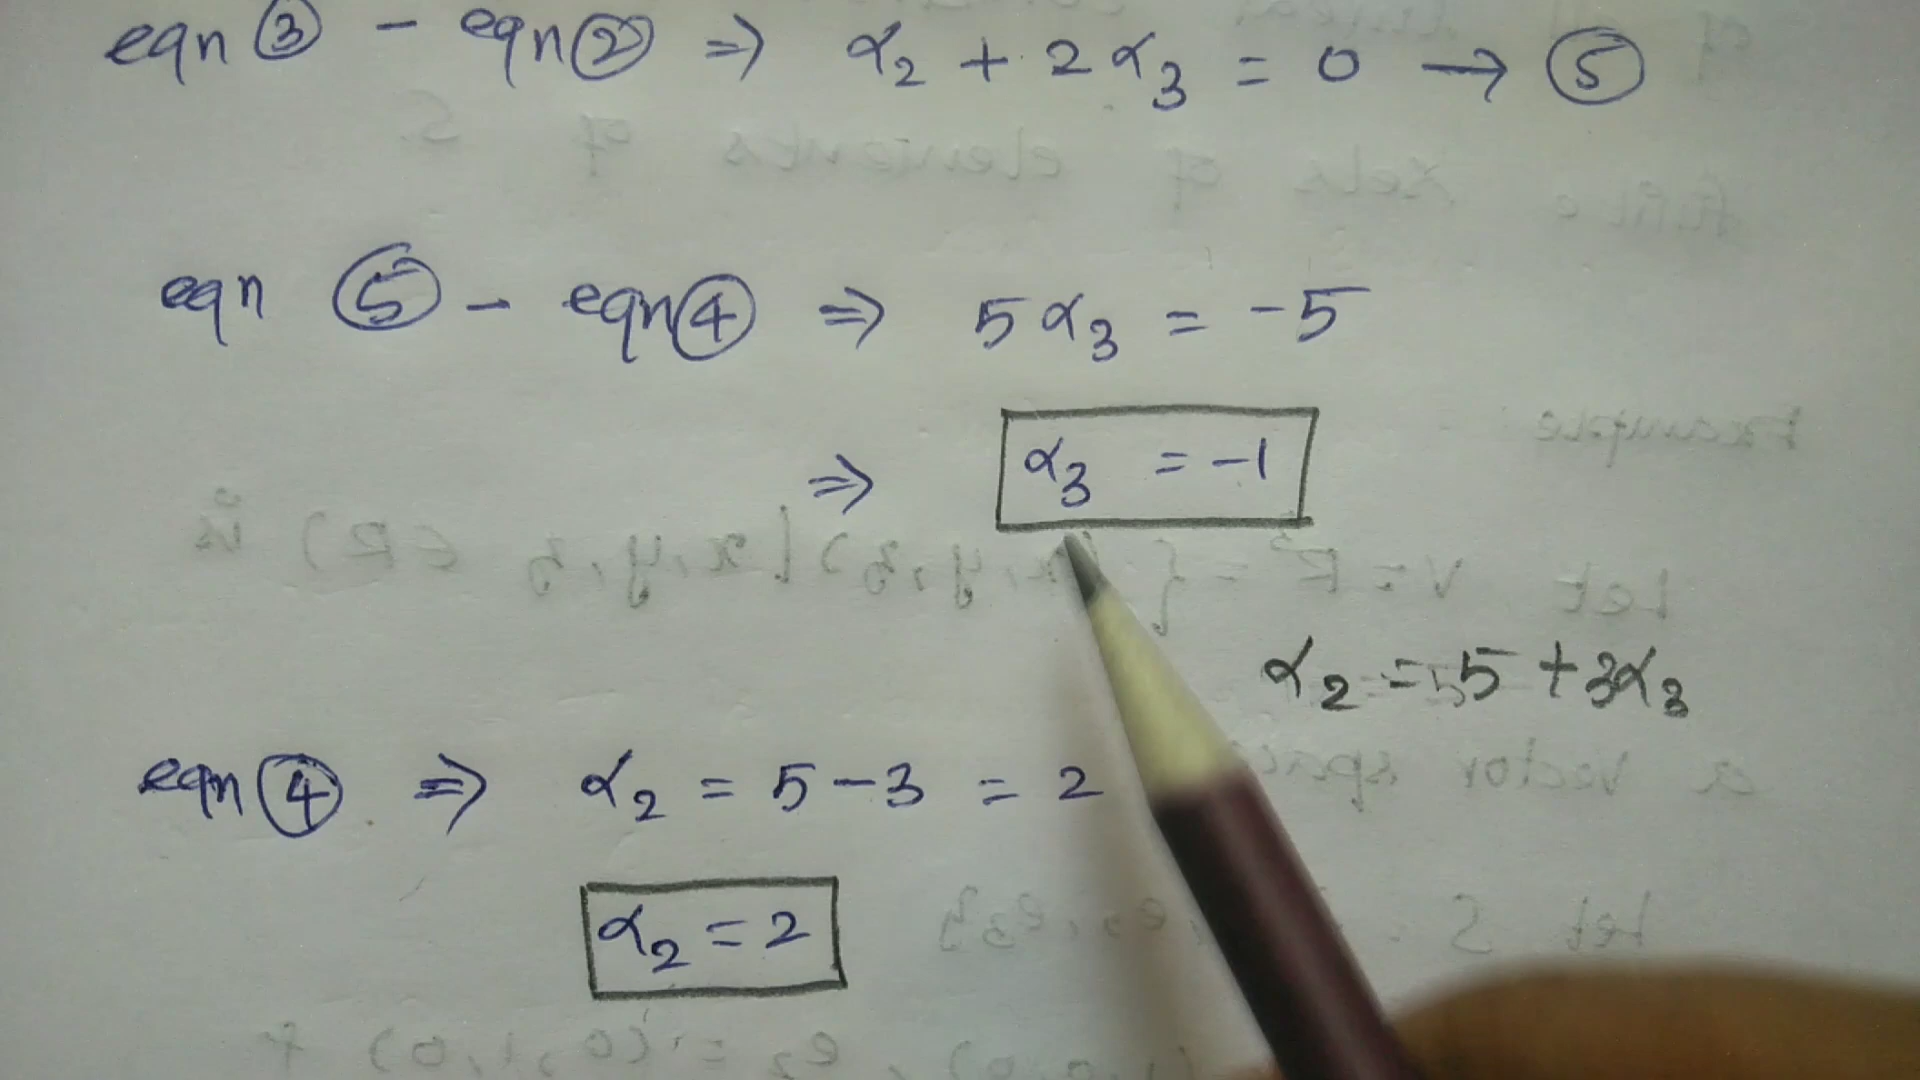 eqn ③ - eqn ② ⇒ α₂ + 2α₃ = 0 → ⑤
eqn ⑤ - eqn ④ ⇒ 5α₃ = -5
⇒ α₃ = -1
α₂ = 5 + 3α₃
eqn ④ ⇒ α₂ = 5 - 3 = 2
α₂ = 2